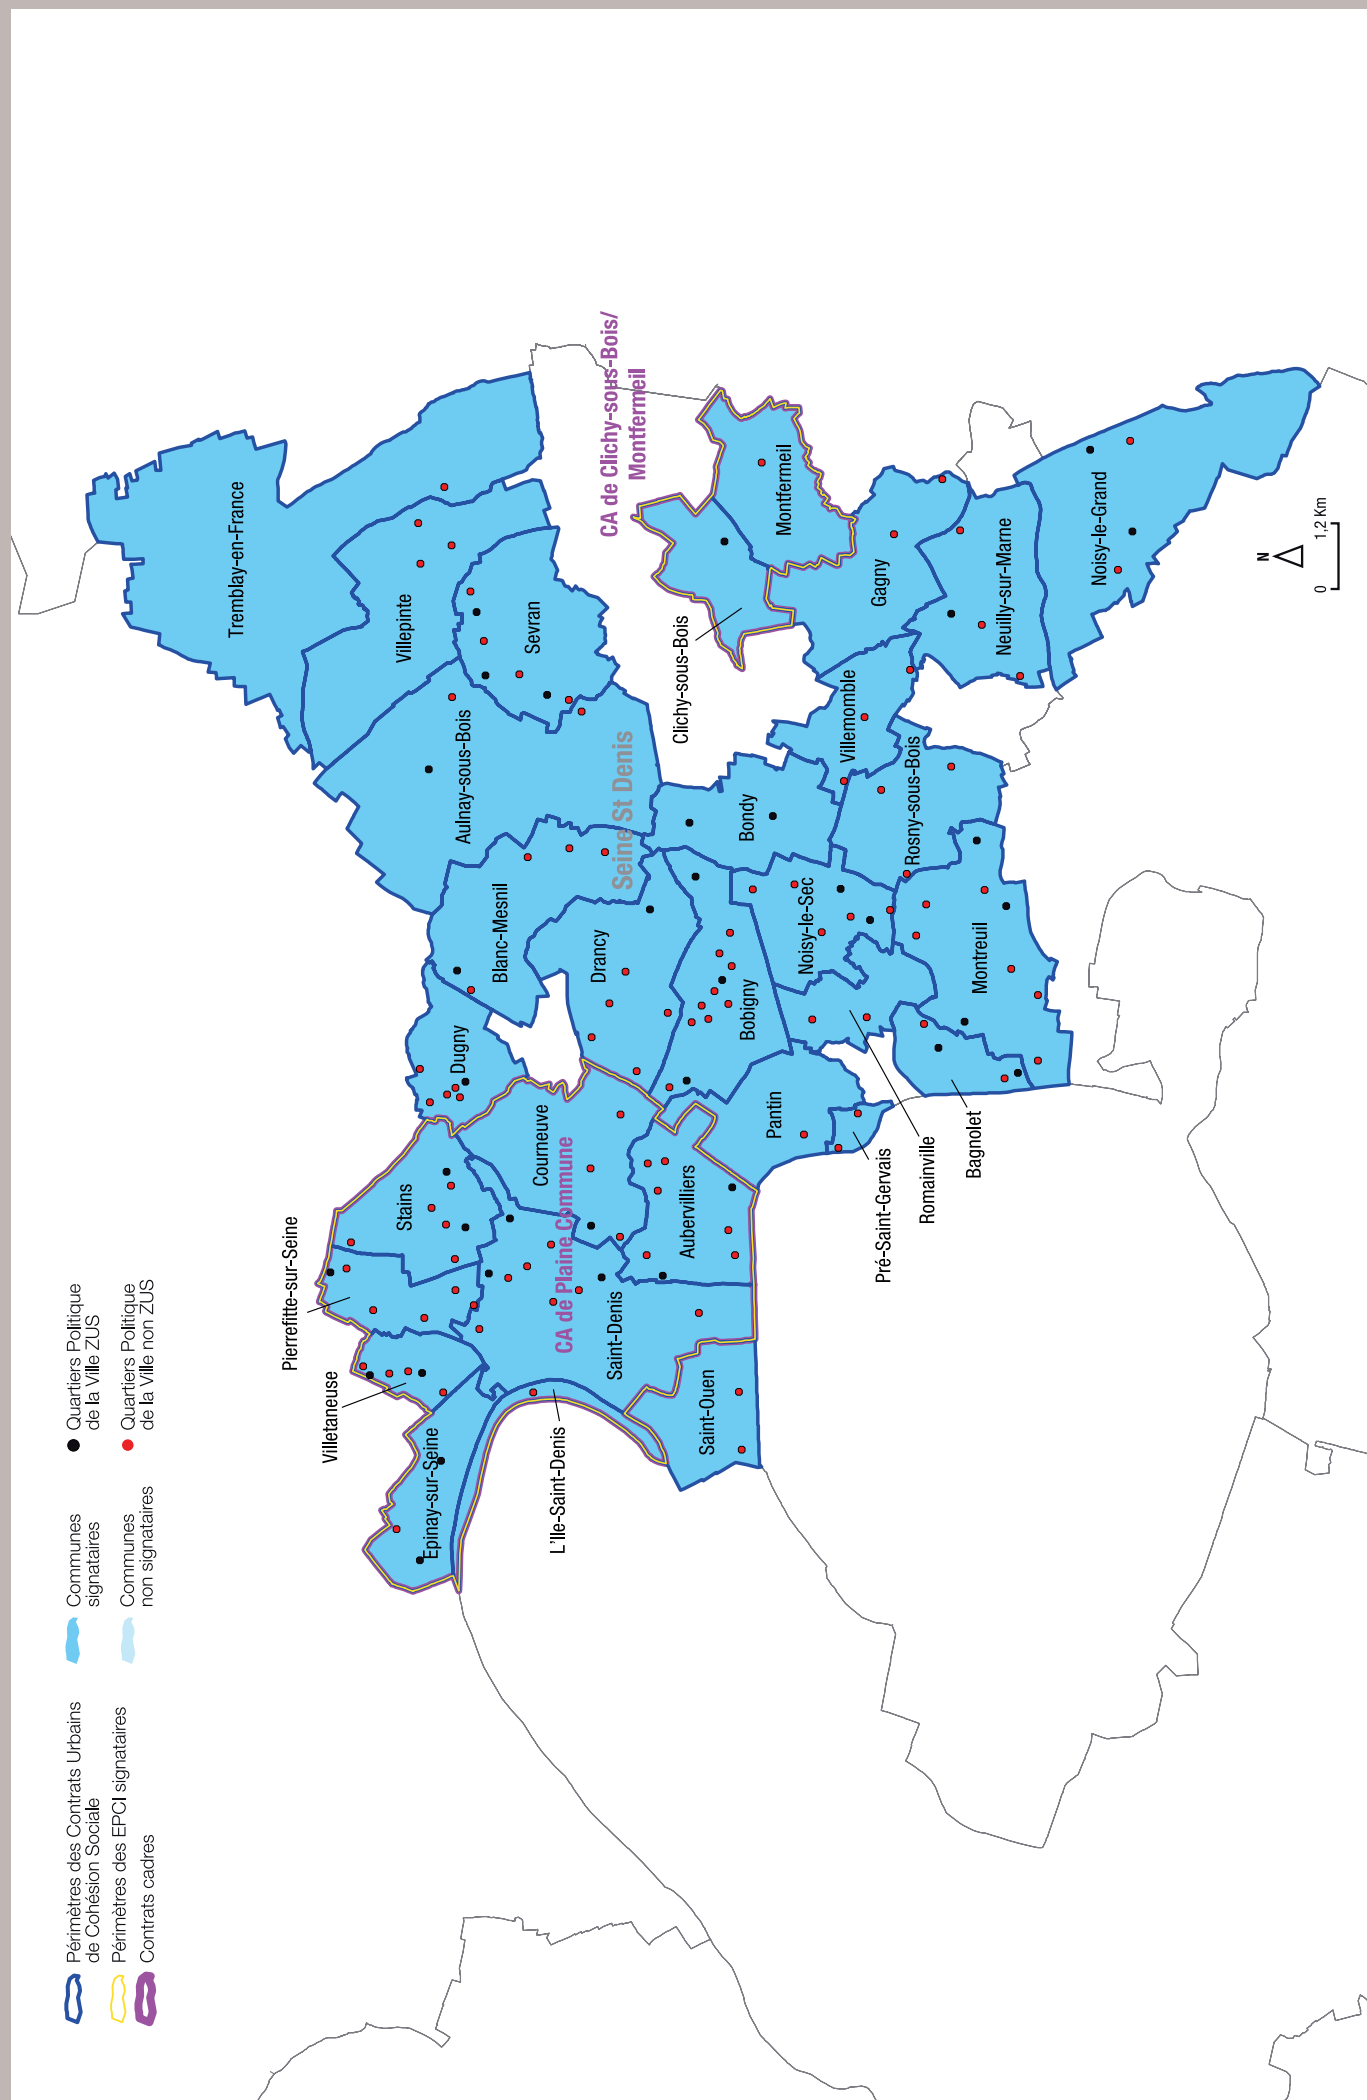 Périmètres des Contrats Urbains
de Cohésion Sociale
Périmètres des EPCI signataires
Contrats cadres
Communes
signataires
Communes
non signataires
Quartiers Politique
de la Ville ZUS
Quartiers Politique
de la Ville non ZUS
Tremblay-en-France
Villepinte
Sevran
Aulnay-sous-Bois
Blanc-Mesnil
Dugny
Drancy
Seine St Denis
CA de Clichy-sous-Bois/
Montfermeil
Montfermeil
Clichy-sous-Bois
Gagny
Neuilly-sur-Marne
Noisy-le-Grand
Villemomble
Rosny-sous-Bois
Bondy
Noisy-le-Sec
Bobigny
Montreuil
Pantin
Pré-Saint-Gervais
Romainville
Bagnolet
Pierrefitte-sur-Seine
Stains
Courneuve
CA de Plaine Commune
Aubervilliers
Villetaneuse
Saint-Denis
Epinay-sur-Seine
L'Ile-Saint-Denis
Saint-Ouen
N
0 1,2 Km